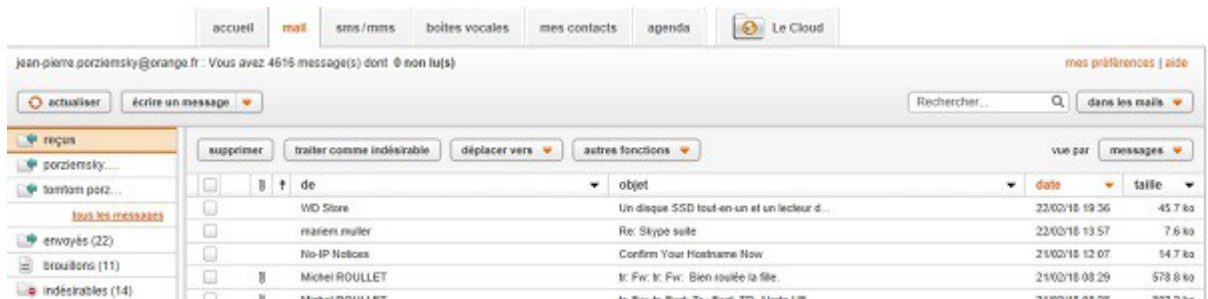 accueil mail sms/mms boîtes vocales mes contacts agenda Le Cloud
jean-pierre.porziemsky@orange.fr : Vous avez 4616 message(s) dont 0 non lu(s) mes préférences | aide
actualiser écrire un message Rechercher... dans les mails
reçus
supprimer traiter comme indésirable déplacer vers autres fonctions vue par messages
porziemsky....
tomtom.porz... de objet date taille
tous les messages WD Store Un disque SSD tout-en-un et un lecteur d... 22/02/18 19:36 45.7 ko
mariem.muller Re: Skype suite 22/02/18 13:57 7.6 ko
envoyés (22)
No-IP Notices Confirm Your Hostname Now 21/02/18 12:07 14.7 ko
brouillons (11)
Michel ROULLET tr: Fw: tr: Fw: Bien roulée la fille. 21/02/18 08:29 578.8 ko
indésirables (14)